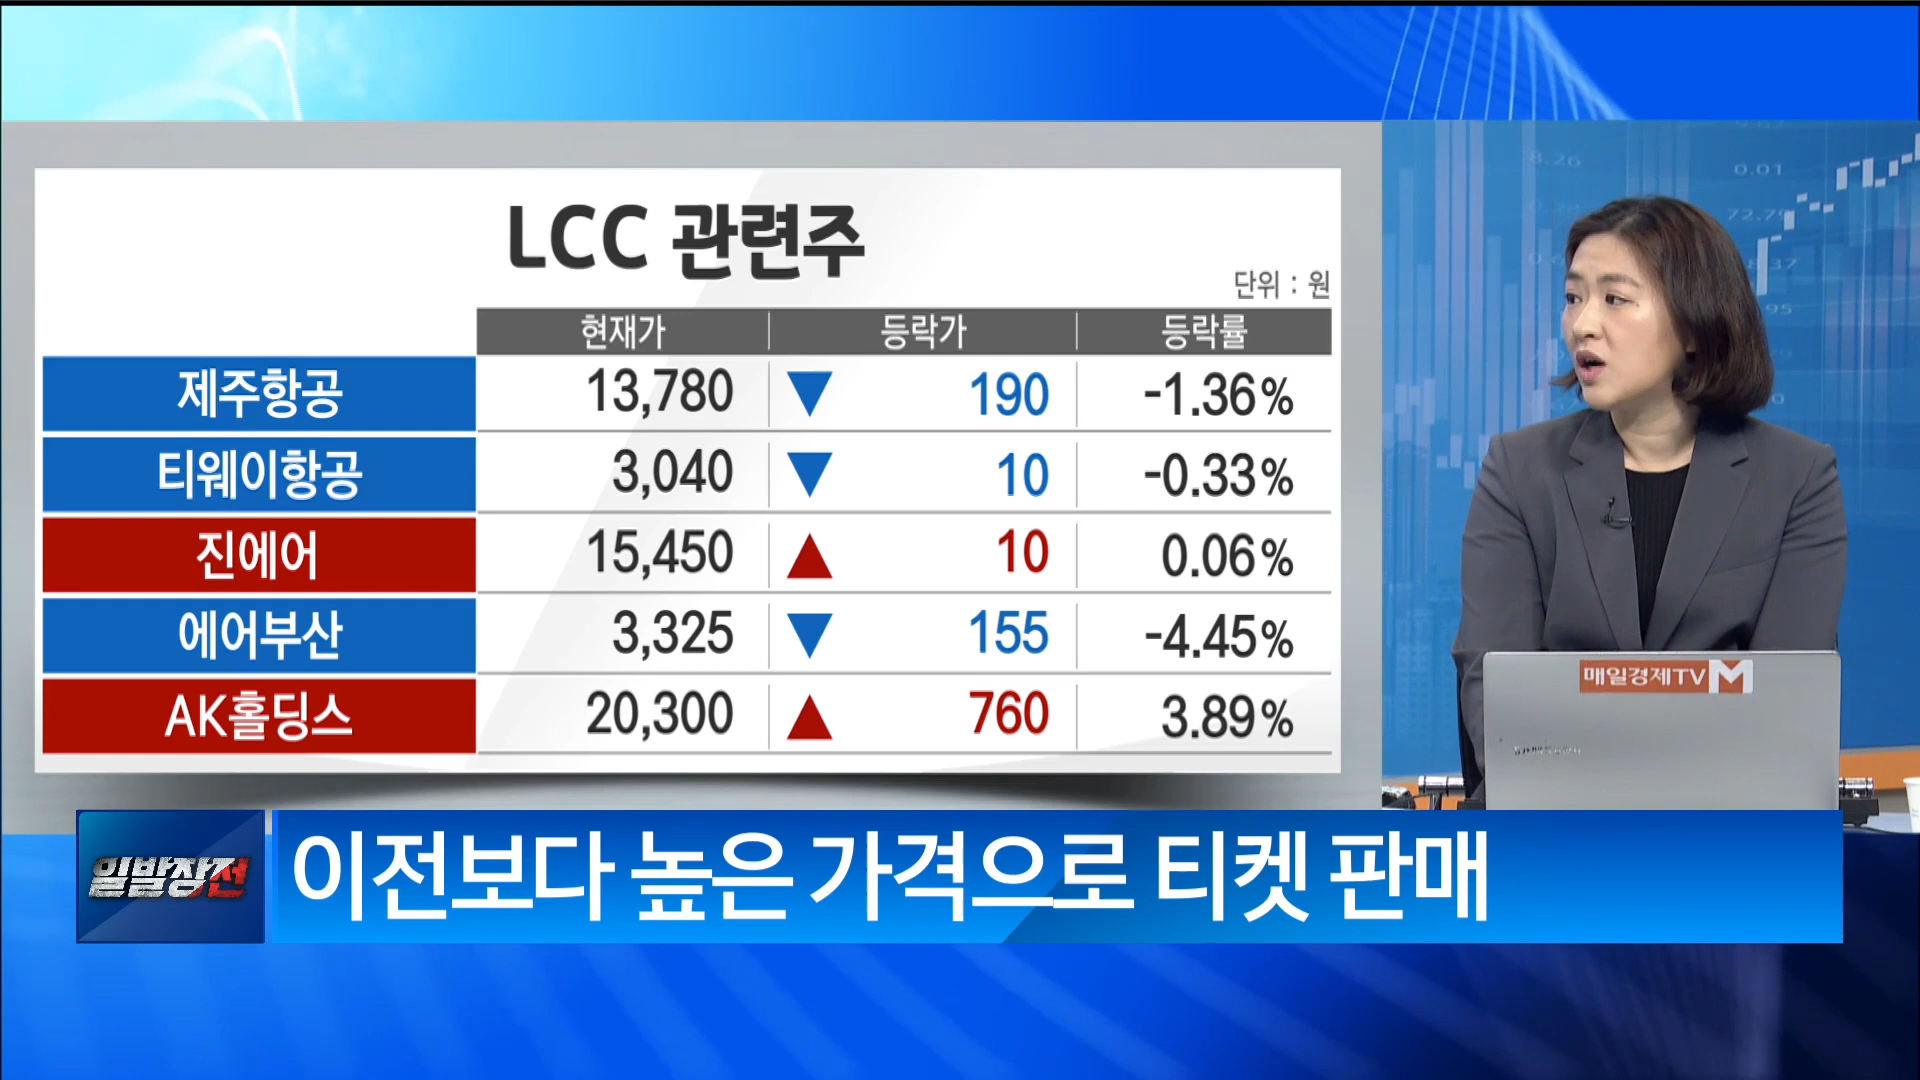 LCC 관련주
단위 : 원
현재가 등락가 등락률
제주항공 13,780 ▼ 190 -1.36%
티웨이항공 3,040 ▼ 10 -0.33%
진에어 15,450 ▲ 10 0.06%
에어부산 3,325 ▼ 155 -4.45%
AK홀딩스 20,300 ▲ 760 3.89%
8.26
0.01
매일경제TV M
일발장전
이전보다 높은 가격으로 티켓 판매